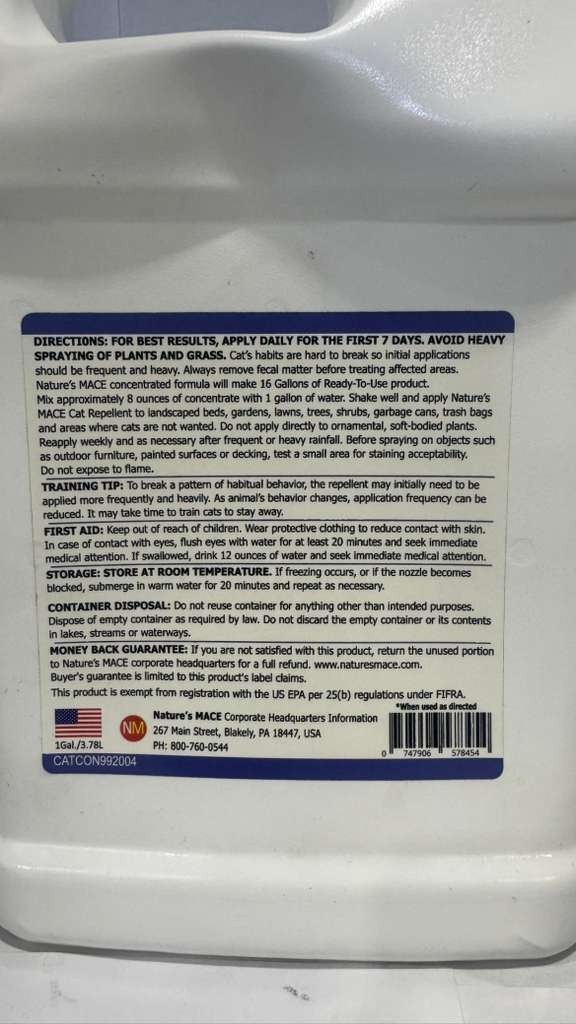 DIRECTIONS: FOR BEST RESULTS, APPLY DAILY FOR THE FIRST 7 DAYS. AVOID HEAVY
SPRAYING OF PLANTS AND GRASS. Cat's habits are hard to break so initial applications
should be frequent and heavy. Always remove fecal matter before treating affected areas.
Nature's MACE concentrated formula will make 16 Gallons of Ready-To-Use product.
Mix approximately 8 ounces of concentrate with 1 gallon of water. Shake well and apply Nature's
MACE Cat Repellent to landscaped beds, gardens, lawns, trees, shrubs, garbage cans, trash bags
and areas where cats are not wanted. Do not apply directly to ornamental, soft-bodied plants.
Reapply weekly and as necessary after frequent or heavy rainfall. Before spraying on objects such
as outdoor furniture, painted surfaces or decking, test a small area for staining acceptability.
Do not expose to flame.
TRAINING TIP: To break a pattern of habitual behavior, the repellent may initially need to be
applied more frequently and heavily. As animal's behavior changes, application frequency can be
reduced. It may take time to train cats to stay away.
FIRST AID: Keep out of reach of children. Wear protective clothing to reduce contact with skin.
In case of contact with eyes, flush eyes with water for at least 20 minutes and seek immediate
medical attention. If swallowed, drink 12 ounces of water and seek immediate medical attention.
STORAGE: STORE AT ROOM TEMPERATURE. If freezing occurs, or if the nozzle becomes
blocked, submerge in warm water for 20 minutes and repeat as necessary.
CONTAINER DISPOSAL: Do not reuse container for anything other than intended purposes.
Dispose of empty container as required by law. Do not discard the empty container or its contents
in lakes, streams or waterways.
MONEY BACK GUARANTEE: If you are not satisfied with this product, return the unused portion
to Nature's MACE corporate headquarters for a full refund. www.naturesmace.com.
Buyer's guarantee is limited to this product's label claims.
This product is exempt from registration with the US EPA per 25(b) regulations under FIFRA.
*When used as directed
NM
Nature's MACE Corporate Headquarters Information
267 Main Street, Blakely, PA 18447, USA
PH: 800-760-0544
1Gal./3.78L
0 747906 578454
CATCON992004